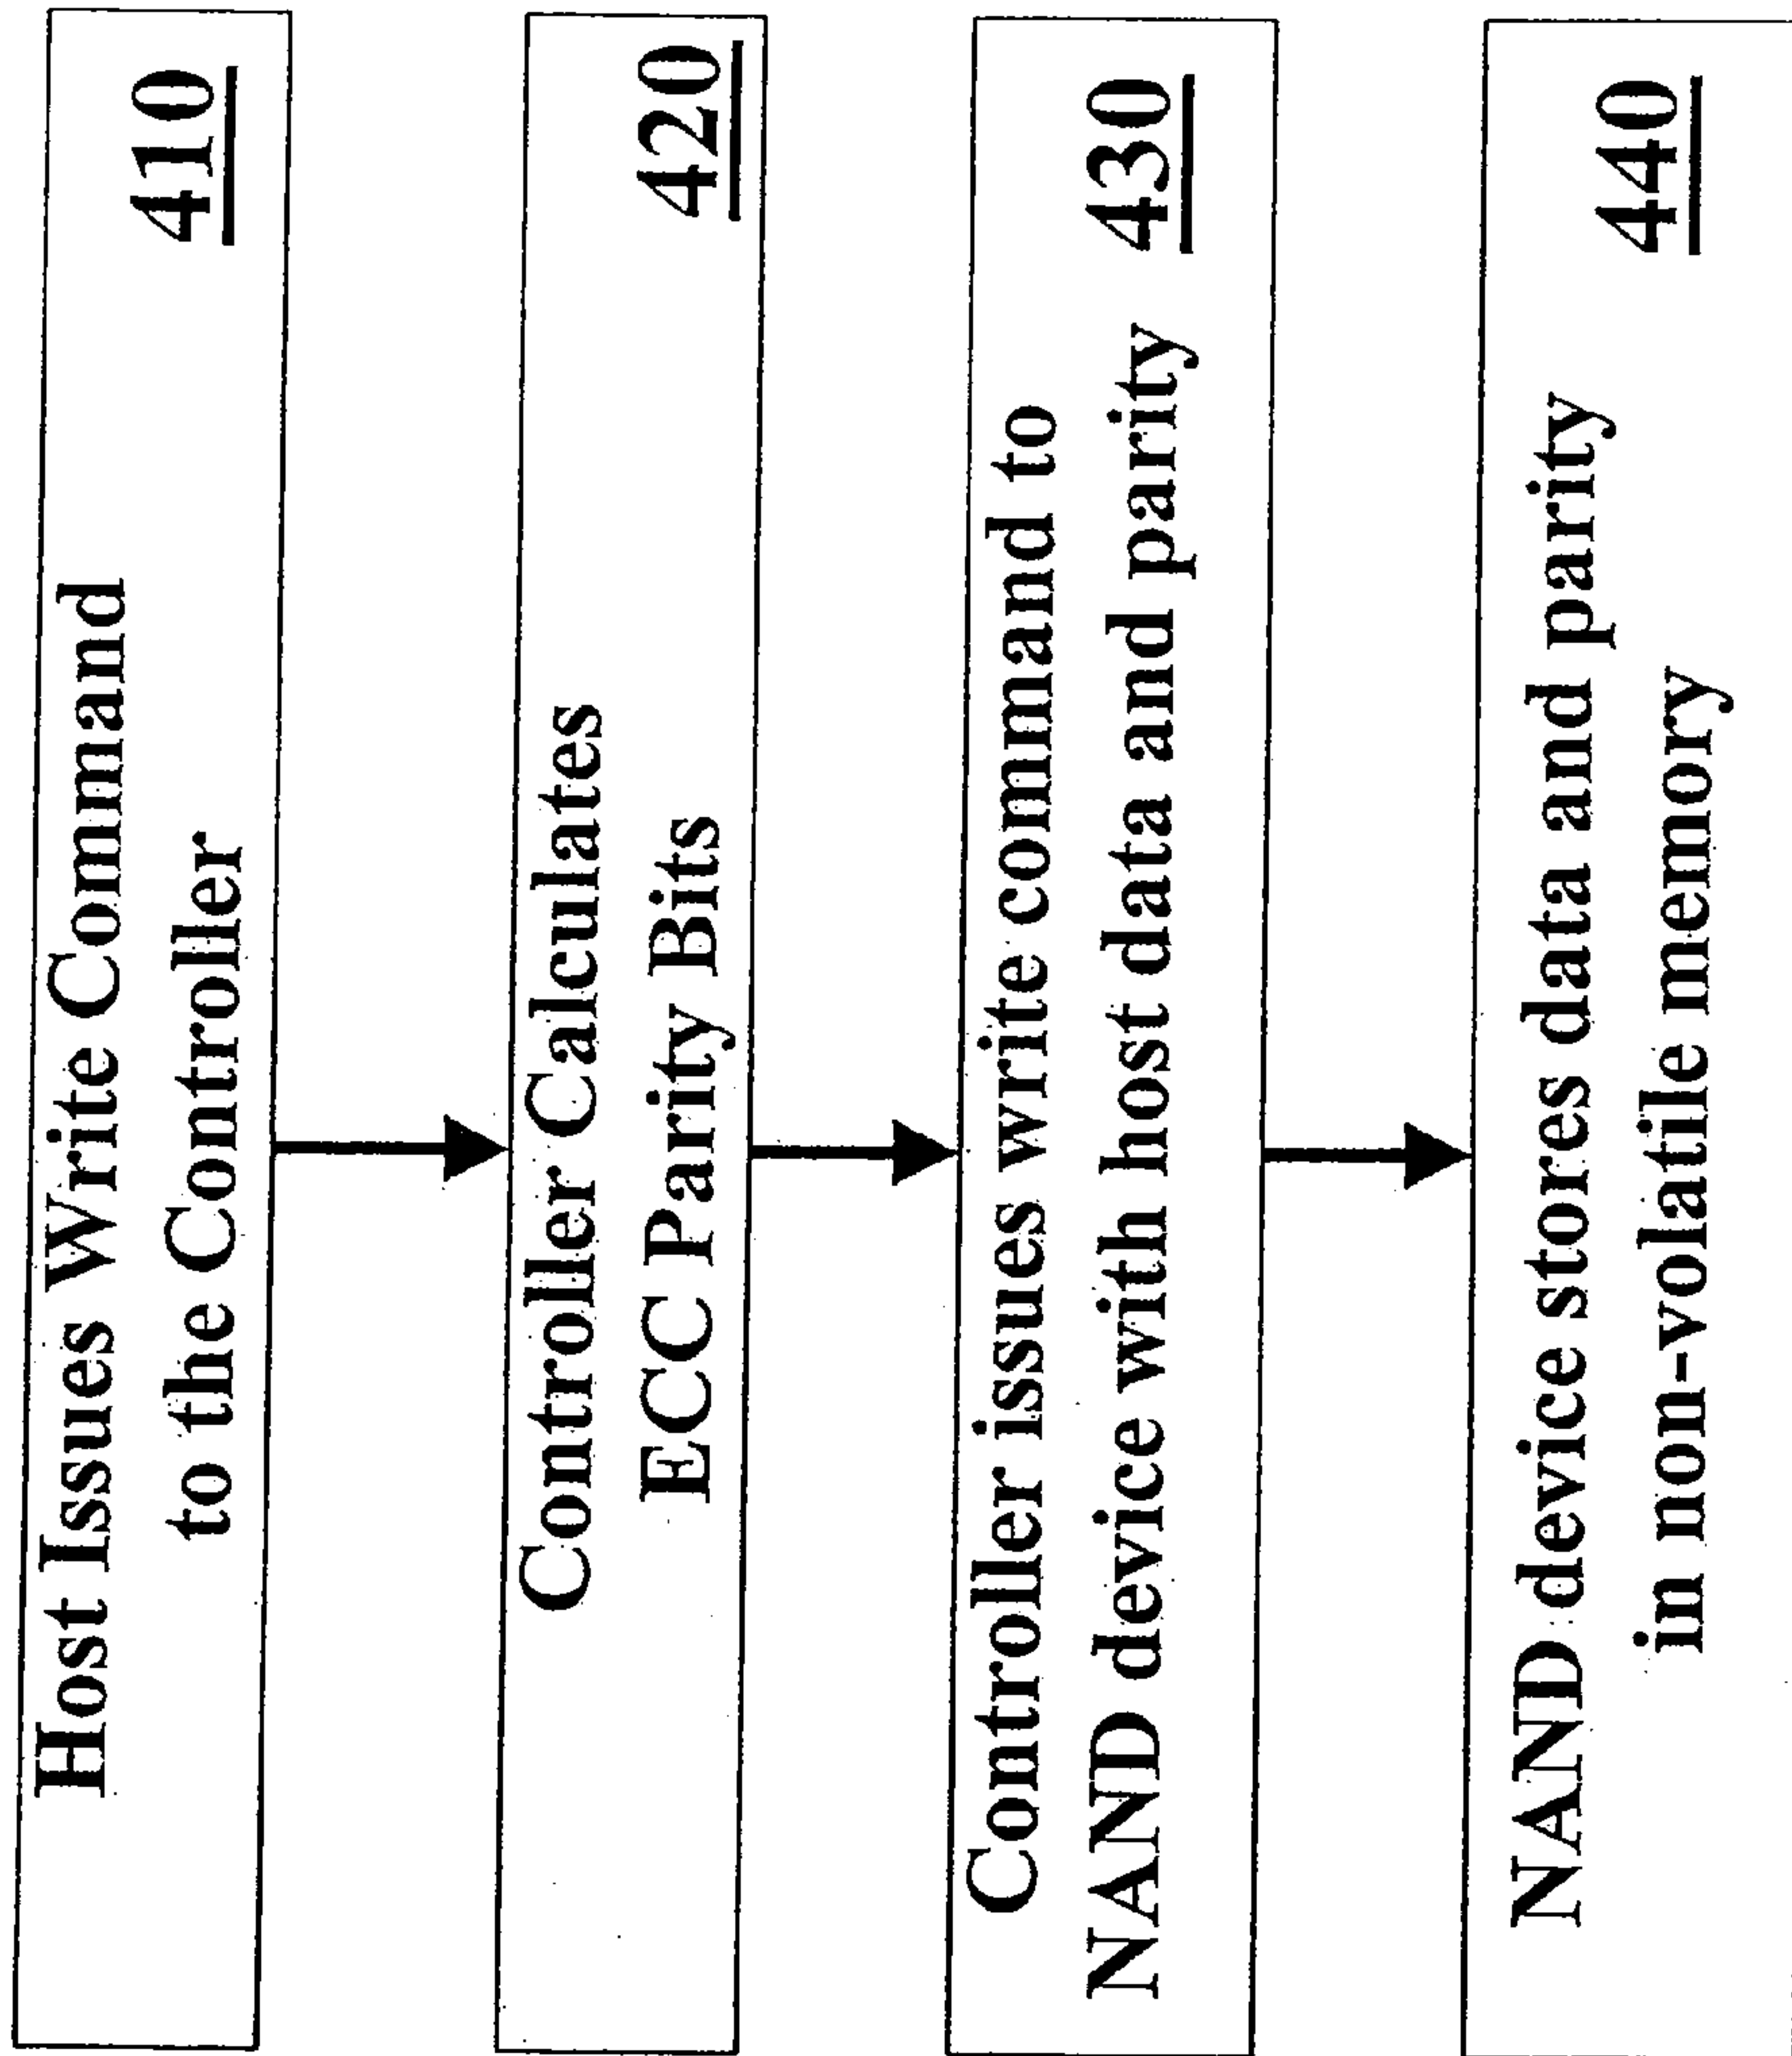 Host Issues Write Command
to the Controller 410
Controller Calculates
ECC Parity Bits 420
Controller issues write command to
NAND device with host data and parity 430
NAND device stores data and parity
in non-volatile memory 440